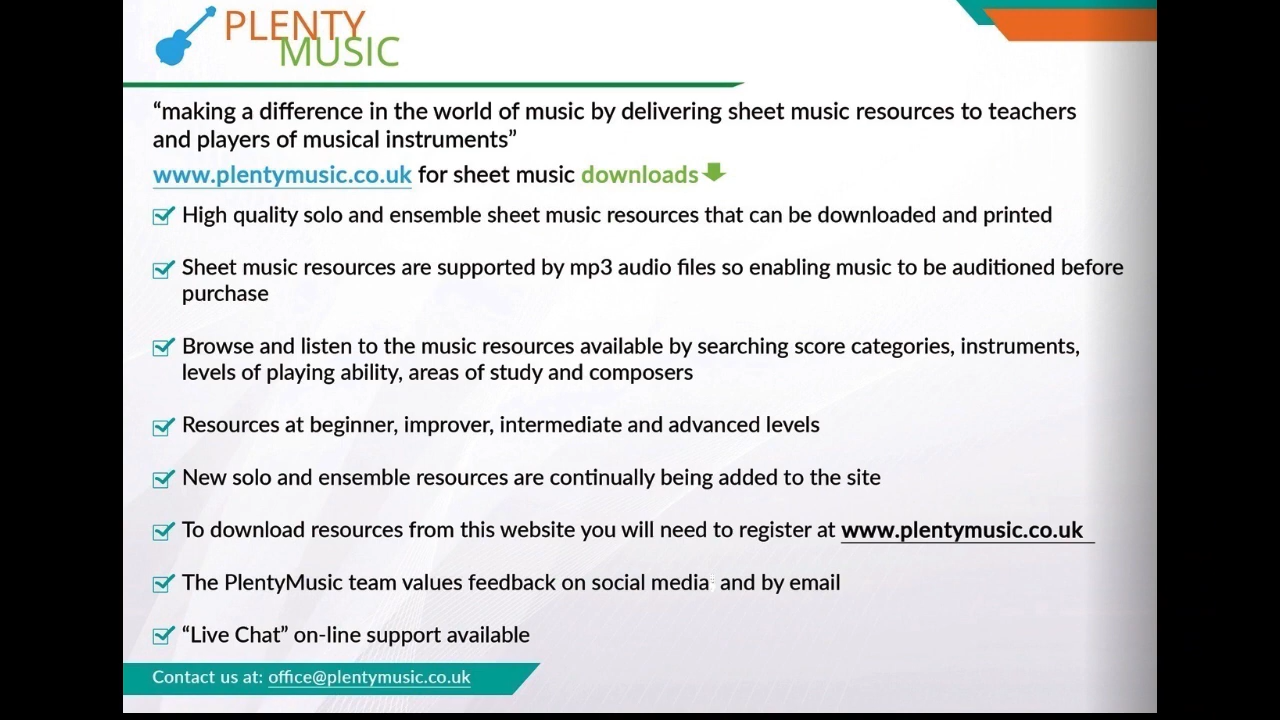 PLENTY
MUSIC
“making a difference in the world of music by delivering sheet music resources to teachers
and players of musical instruments”
www.plentymusic.co.uk for sheet music downloads
High quality solo and ensemble sheet music resources that can be downloaded and printed
Sheet music resources are supported by mp3 audio files so enabling music to be auditioned before
purchase
Browse and listen to the music resources available by searching score categories, instruments,
levels of playing ability, areas of study and composers
Resources at beginner, improver, intermediate and advanced levels
New solo and ensemble resources are continually being added to the site
To download resources from this website you will need to register at www.plentymusic.co.uk
The PlentyMusic team values feedback on social media and by email
“Live Chat” on-line support available
Contact us at: office@plentymusic.co.uk